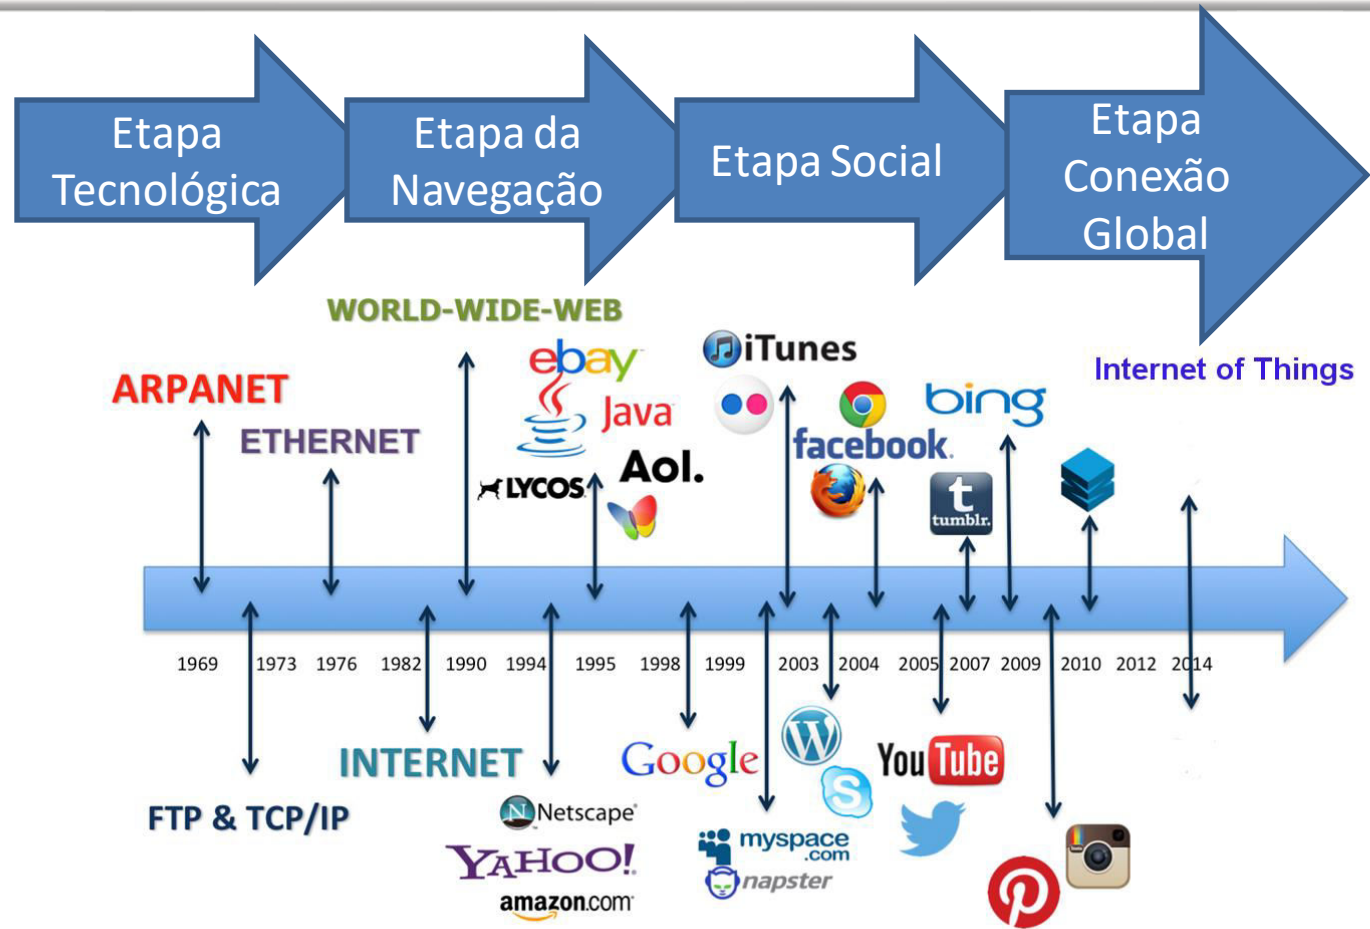 Etapa
Tecnológica
Etapa da
Navegação
Etapa Social
Etapa
Conexão
Global
WORLD-WIDE-WEB
ebay
iTunes
Internet of Things
ARPANET
Java
bing
ETHERNET
facebook.
LYCOS
Aol.
t
tumblr.
1969
1973
1976
1982
1990
1994
1995
1998
1999
2003
2004
2005
2007
2009
2010
2012
2014
INTERNET
Google
W
You Tube
S
FTP & TCP/IP
N Netscape
myspace
.com
YAHOO!
napster
amazon.com
P